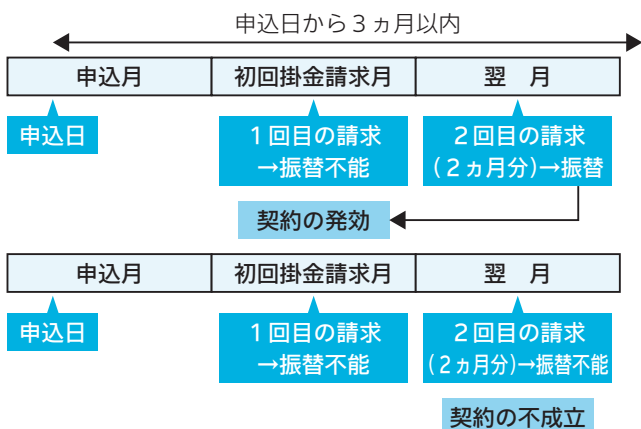 申込日から３ヵ月以内
申込月 初回掛金請求月 翌　月
申込日
１回目の請求
→振替不能
２回目の請求
(２ヵ月分)→振替
契約の発効
申込月 初回掛金請求月 翌　月
申込日
１回目の請求
→振替不能
２回目の請求
(２ヵ月分)→振替不能
契約の不成立